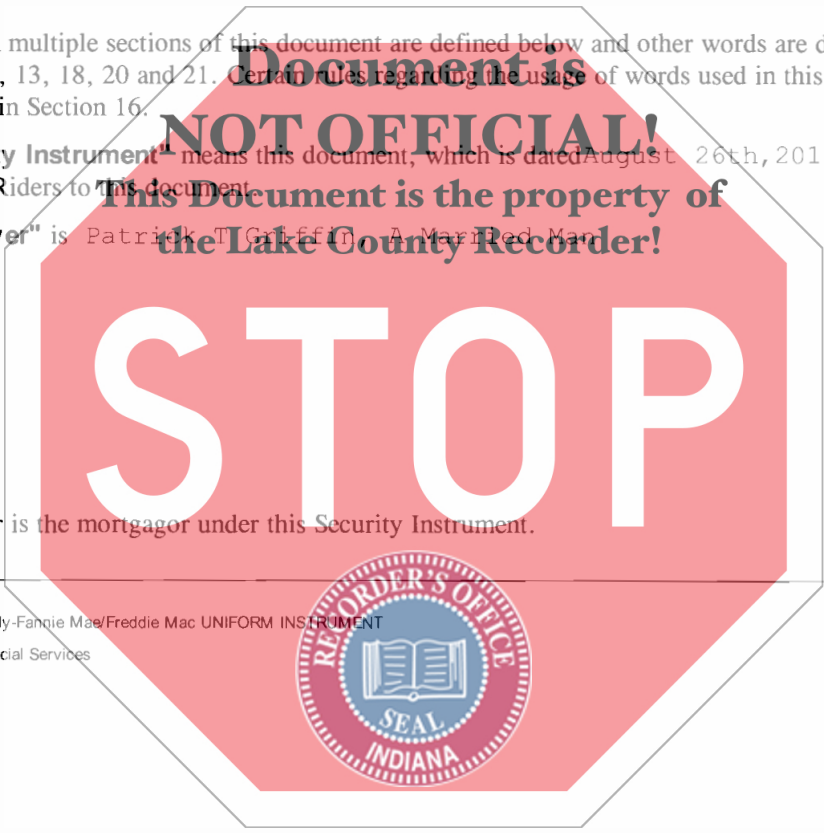 multiple sections of this document are defined below and other words are d
Document is
, 13, 18, 20 and 21. Certain rules regarding the usage of words used in this
in Section 16.
NOT OFFICIAL!
y Instrument" means this document, which is dated August 26th, 201
This Document is the property of
Riders to this document.
er" is Patrick T Griffin, A Married Man
the Lake County Recorder!
STOP
is the mortgagor under this Security Instrument.
RECORDER'S OFFICE
ly-Fannie Mae/Freddie Mac UNIFORM INSTRUMENT
cial Services
SEAL
INDIANA